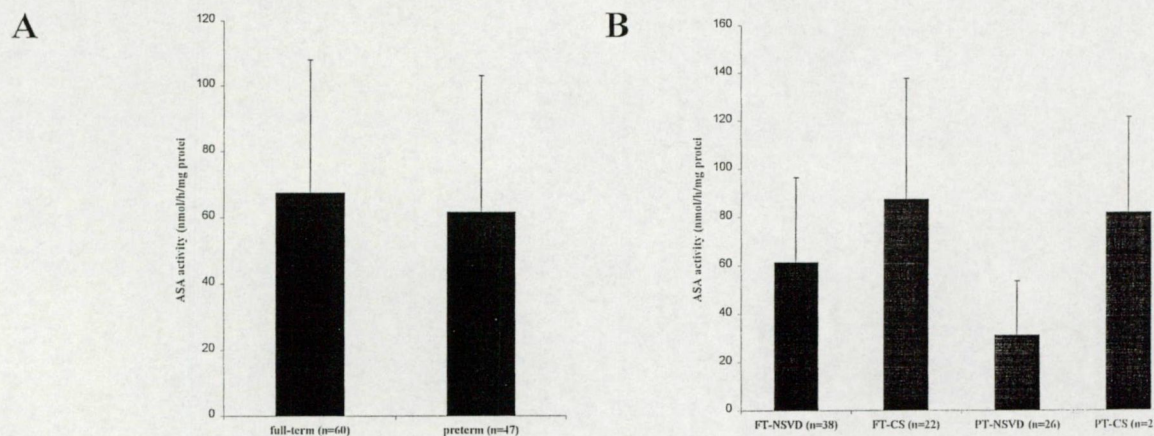 A
120
100
80
60
40
20
0
ASA activity (nmol/h/mg protei
full-term (n=60)
preterm (n=47)
B
160
140
120
100
80
60
40
20
0
ASA activity (nmol/h/mg protei
FT-NSVD (n=38)
FT-CS (n=22)
PT-NSVD (n=26)
PT-CS (n=2